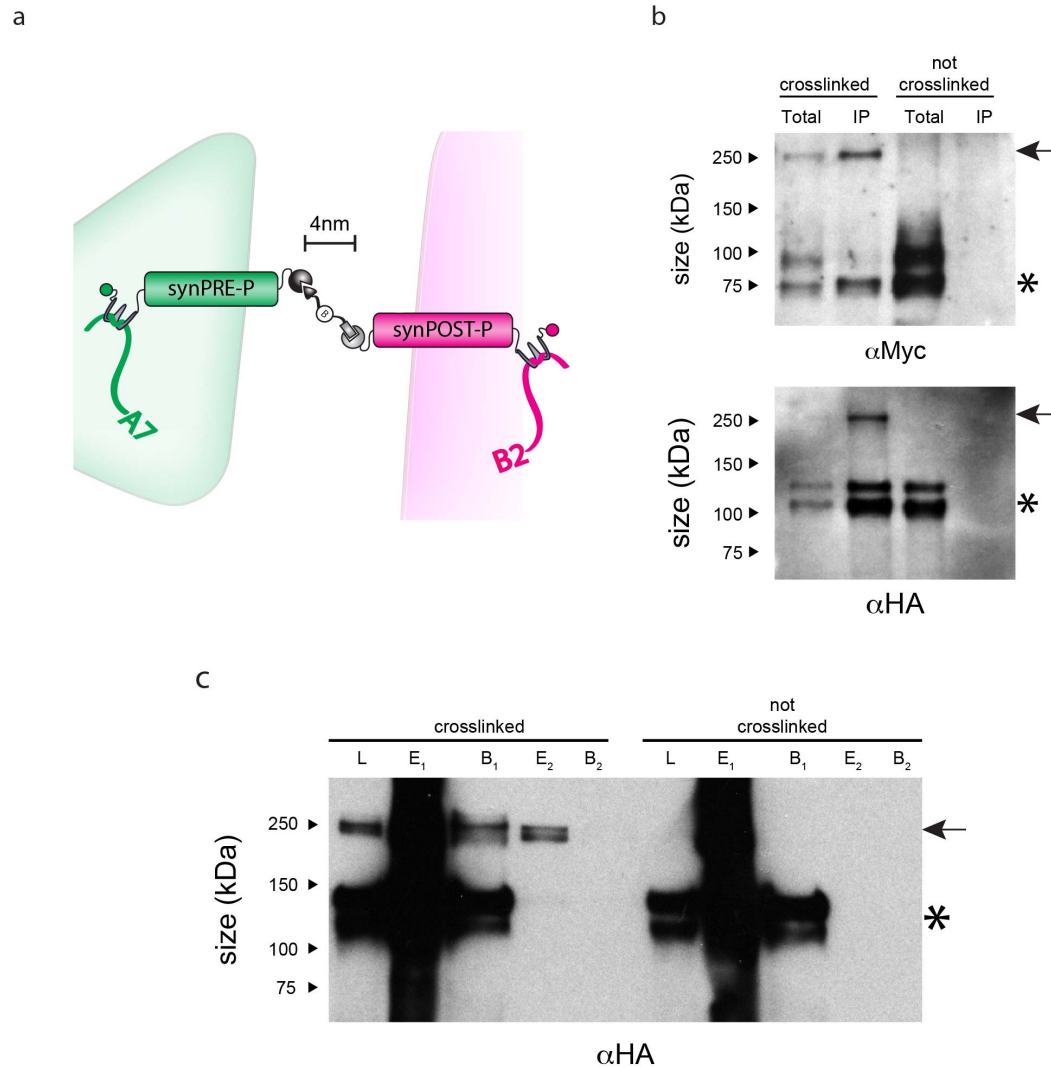 a
4nm
synPRE-P
B
synPOST-P
A7
B2
b
crosslinked
not
crosslinked
Total IP Total IP
size (kDa)
250
150
100
75
*
αMyc
size (kDa)
250
150
100
75
*
αHA
c
crosslinked
not
crosslinked
L E₁ B₁ E₂ B₂ L E₁ B₁ E₂ B₂
size (kDa)
250
150
100
75
*
αHA